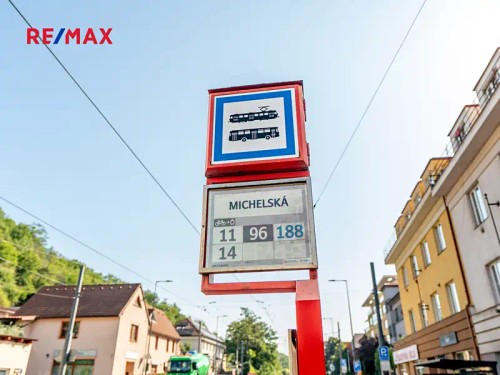 RE/MAX
MICHELSKÁ
11 96 188
14